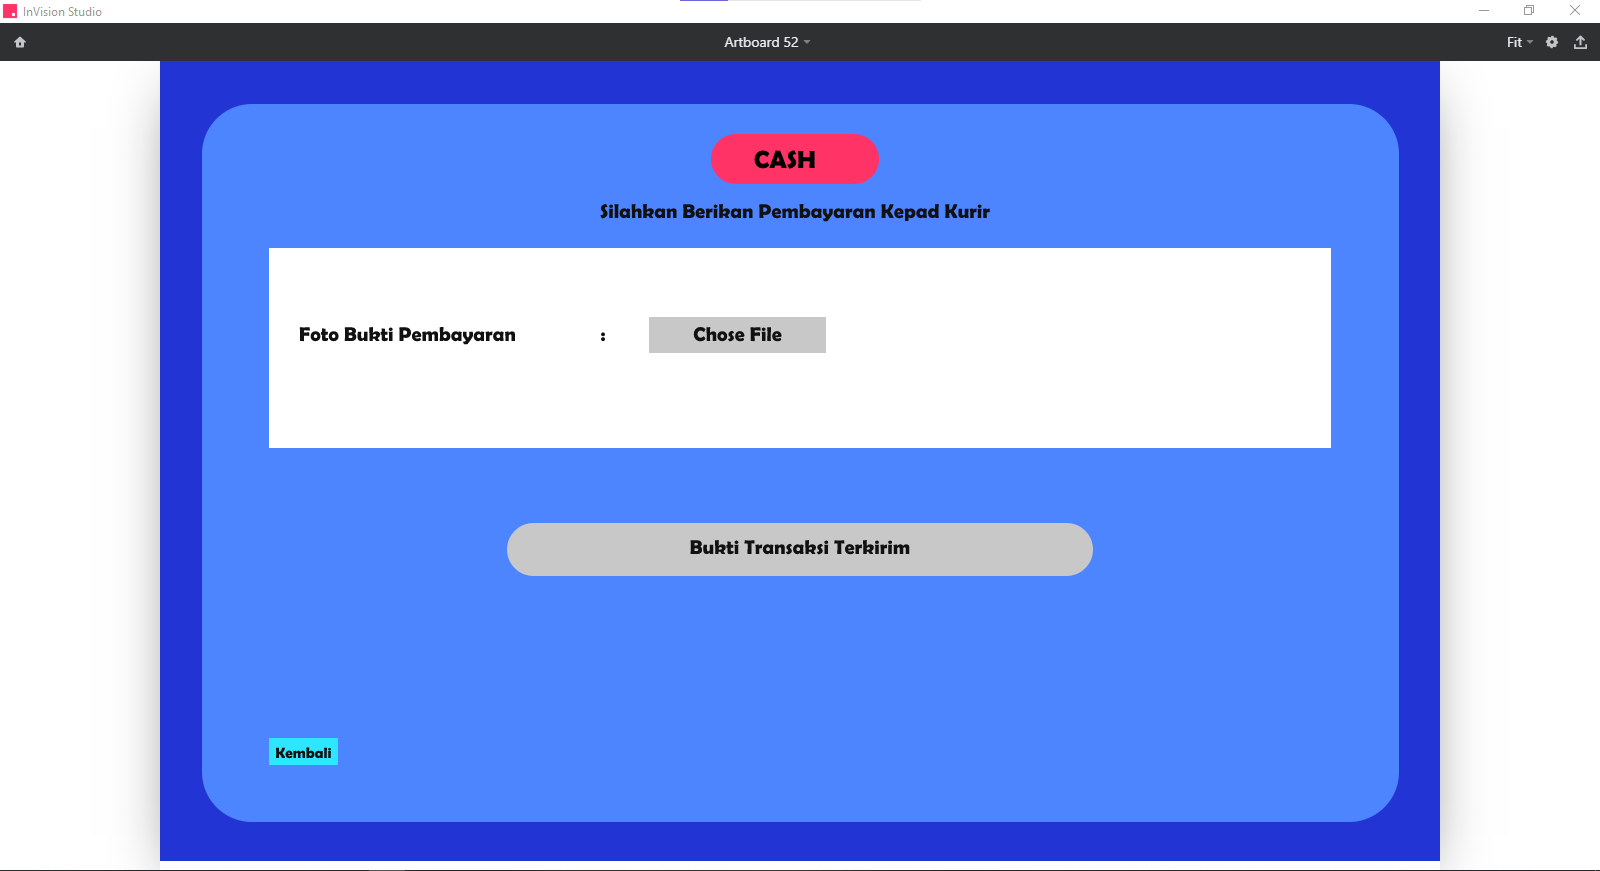 InVision Studio
Artboard 52
Fit
CASH
Silahkan Berikan Pembayaran Kepad Kurir
Foto Bukti Pembayaran : Chose File
Bukti Transaksi Terkirim
Kembali